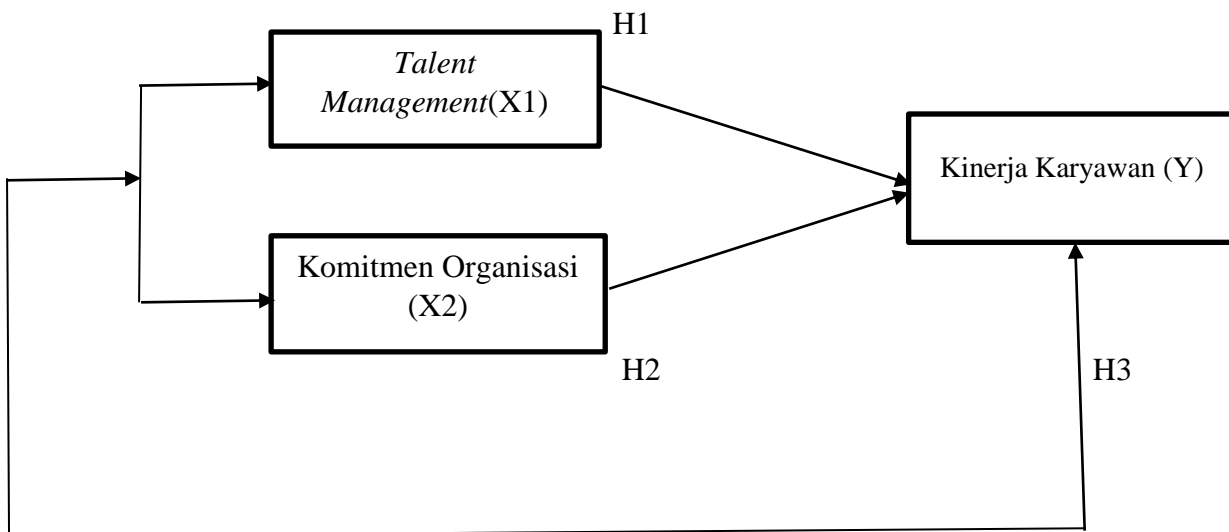 H1
Talent
Management(X1)
Kinerja Karyawan (Y)
Komitmen Organisasi
(X2)
H2
H3